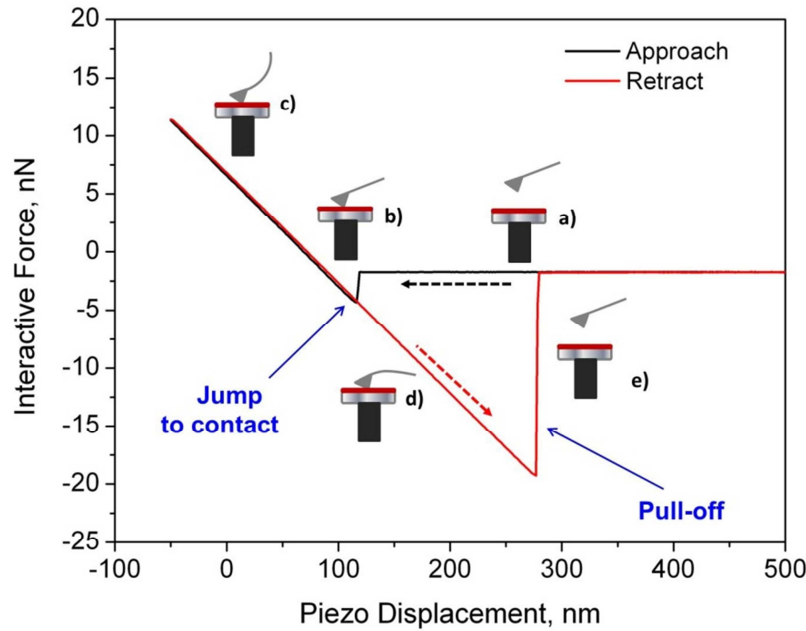 20
15
10
5
0
-5
-10
-15
-20
-25
Interactive Force, nN
Approach
Retract
c)
b)
a)
d)
e)
Jump
to contact
Pull-off
-100
0
100
200
300
400
500
Piezo Displacement, nm